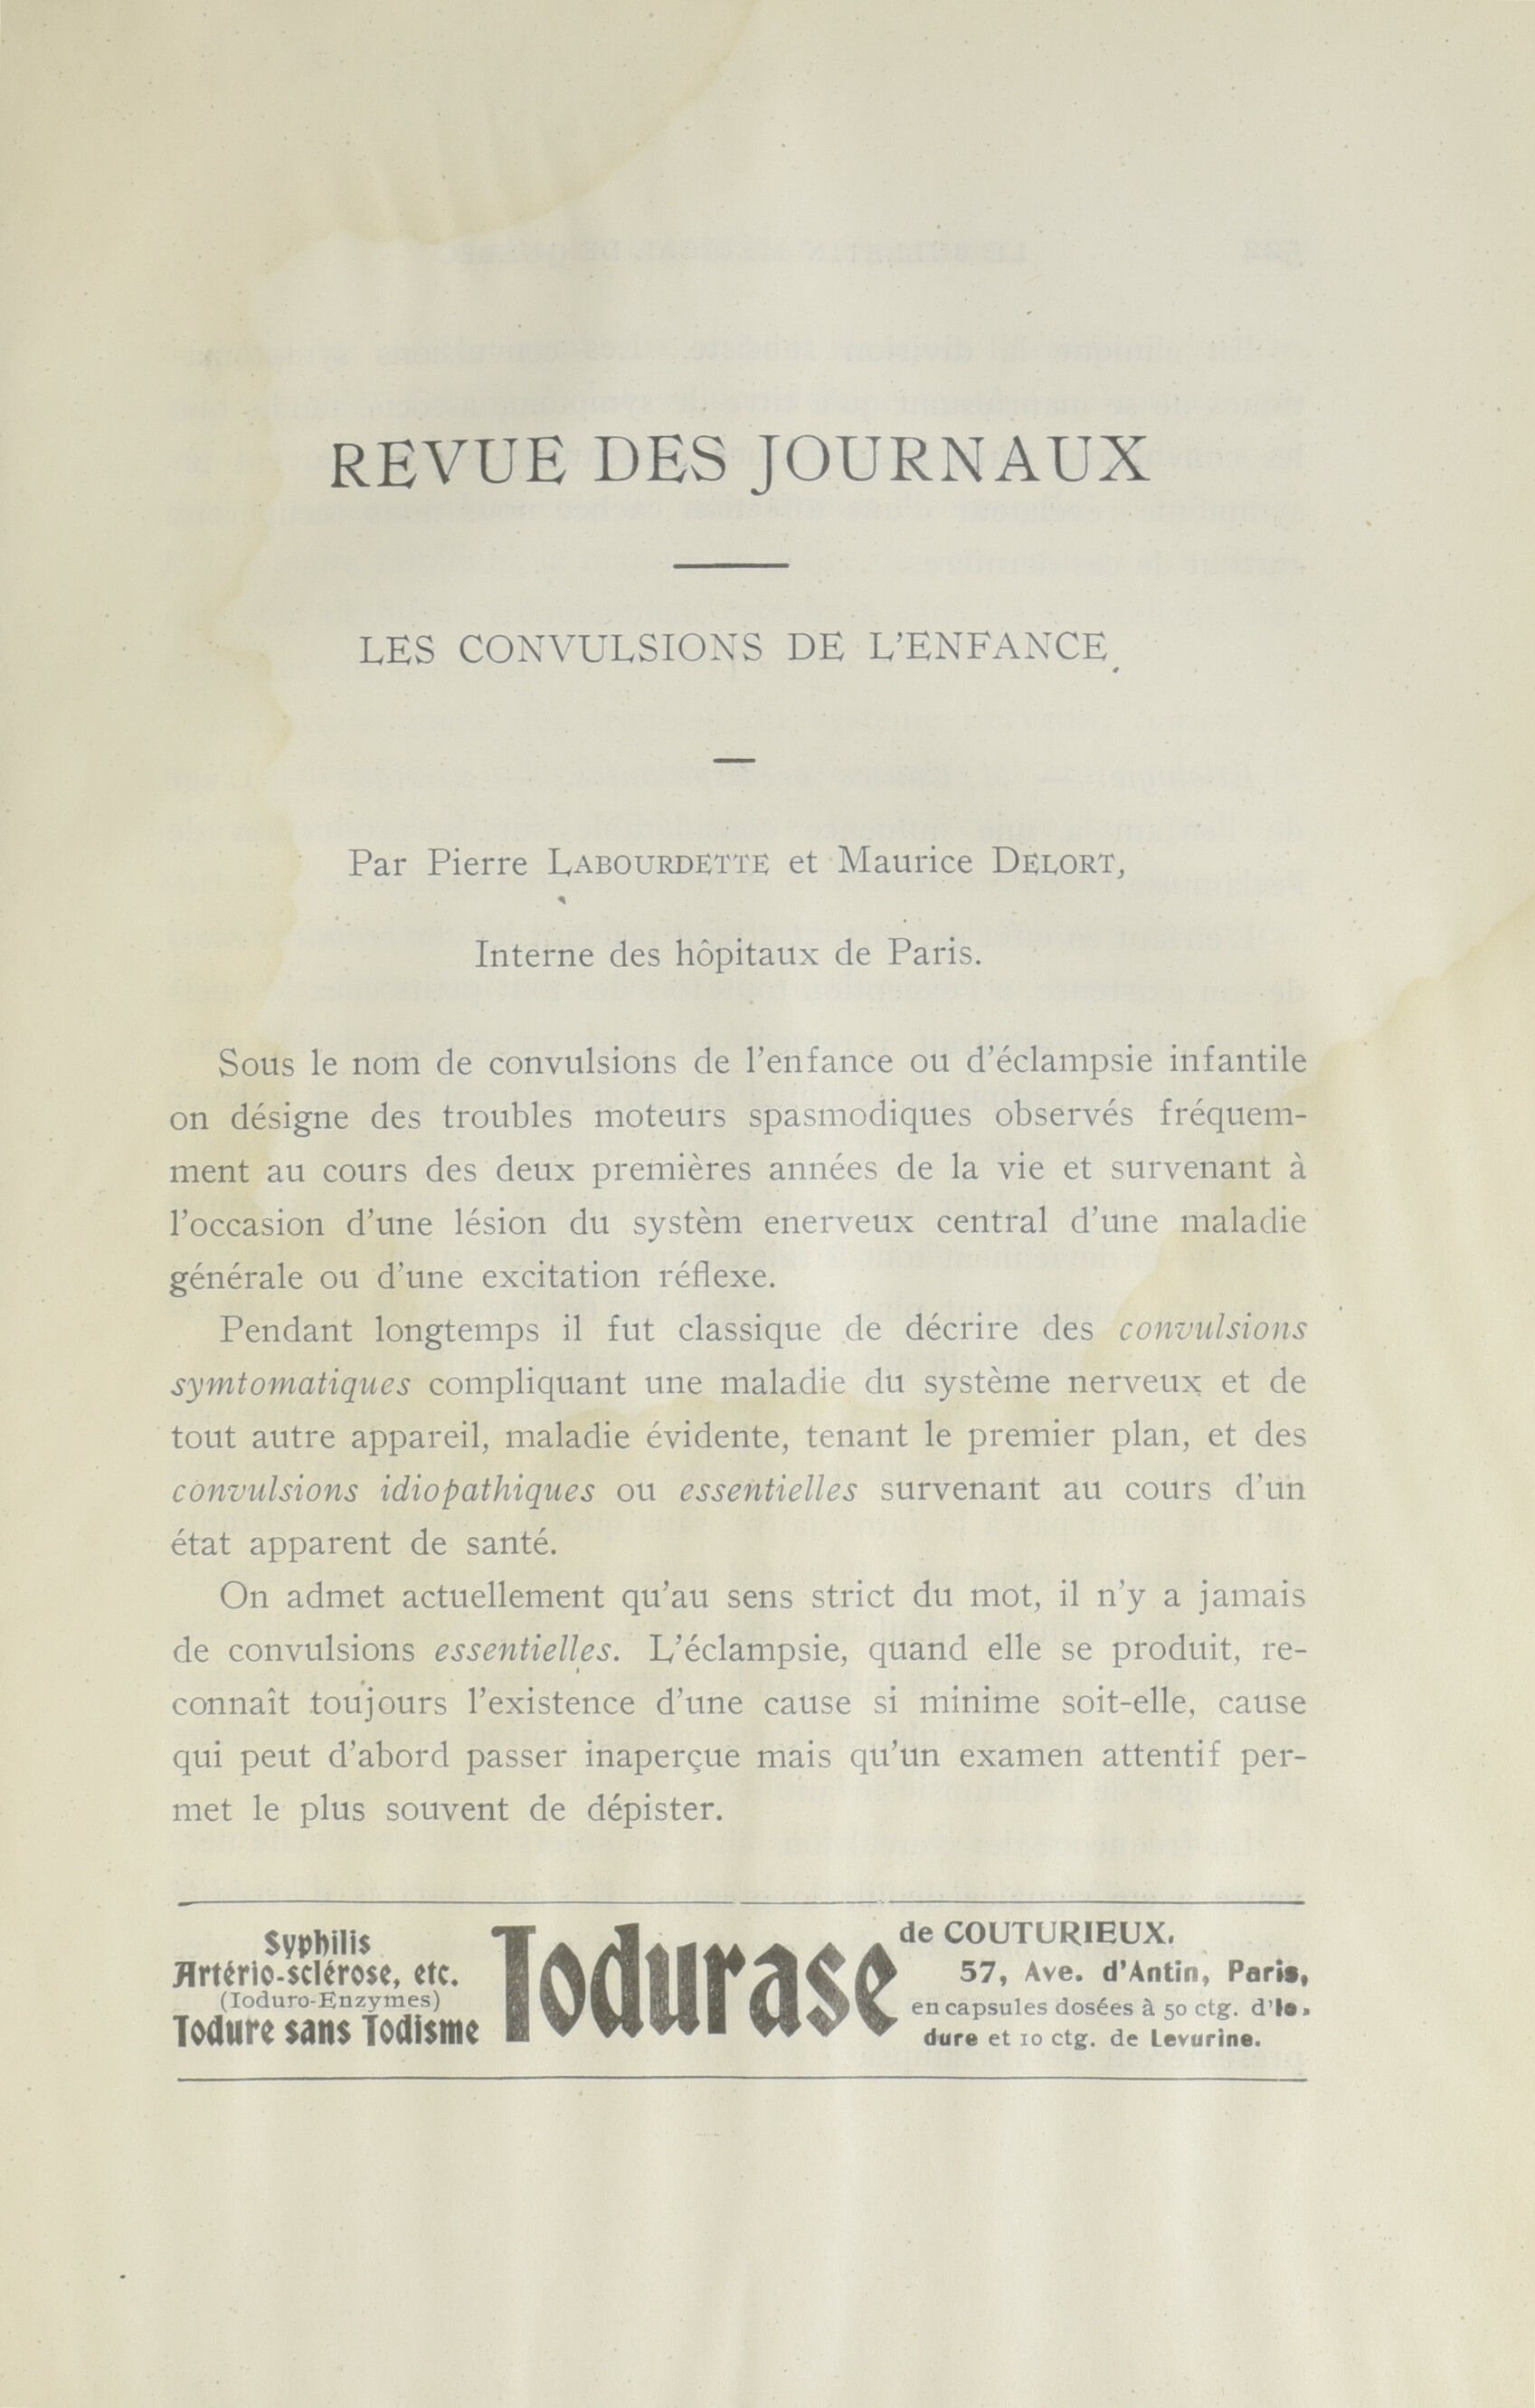 REVUE DES JOURNAUX
LES CONVULSIONS DE L'ENFANCE
Par Pierre LABOURDETTE et Maurice DELORT,
Interne des hôpitaux de Paris.
Sous le nom de convulsions de l'enfance ou d'éclampsie infantile
on désigne des troubles moteurs spasmodiques observés fréquem-
ment au cours des deux premières années de la vie et survenant à
l'occasion d'une lésion du systèm enerveux central d'une maladie
générale ou d'une excitation réflexe.
Pendant longtemps il fut classique de décrire des convulsions
symtomatiques compliquant une maladie du système nerveux et de
tout autre appareil, maladie évidente, tenant le premier plan, et des
convulsions idiopathiques ou essentielles survenant au cours d'un
état apparent de santé.
On admet actuellement qu'au sens strict du mot, il n'y a jamais
de convulsions essentielles. L'éclampsie, quand elle se produit, re-
connaît toujours l'existence d'une cause si minime soit-elle, cause
qui peut d'abord passer inaperçue mais qu'un examen attentif per-
met le plus souvent de dépister.
Syphilis
Artério-sclérose, etc.
(Ioduro-Enzymes)
Iodure sans Iodisme
Iodurase
de COUTURIEUX.
57, Ave. d'Antin, Paris,
en capsules dosées à 50 ctg. d'Io-
dure et 10 ctg. de Levurine.